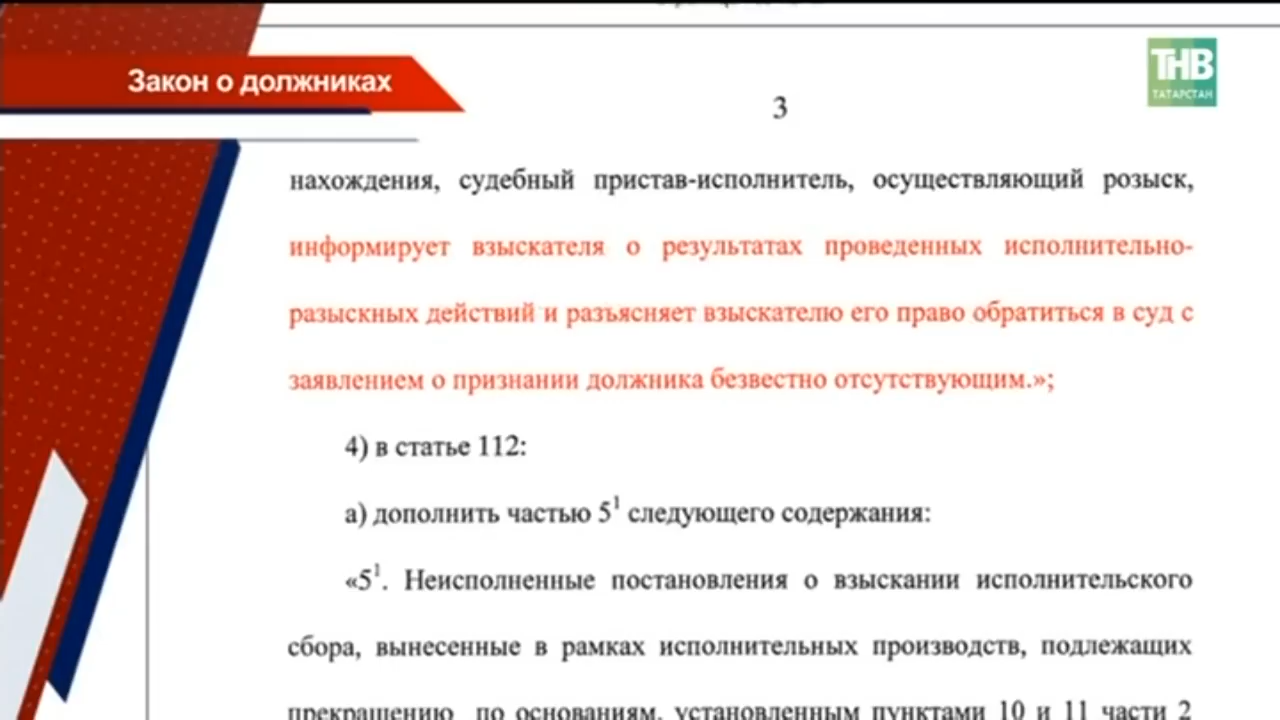 Закон о должниках
ТНВ
ТАТАРСТАН
3
нахождения, судебный пристав-исполнитель, осуществляющий розыск,
информирует взыскателя о результатах проведенных исполнительно-
разыскных действий и разъясняет взыскателю его право обратиться в суд с
заявлением о признании должника безвестно отсутствующим.»;
4) в статье 112:
а) дополнить частью 5¹ следующего содержания:
«5¹. Неисполненные постановления о взыскании исполнительского
сбора, вынесенные в рамках исполнительных производств, подлежащих
прекращению по основаниям, установленным пунктами 10 и 11 части 2